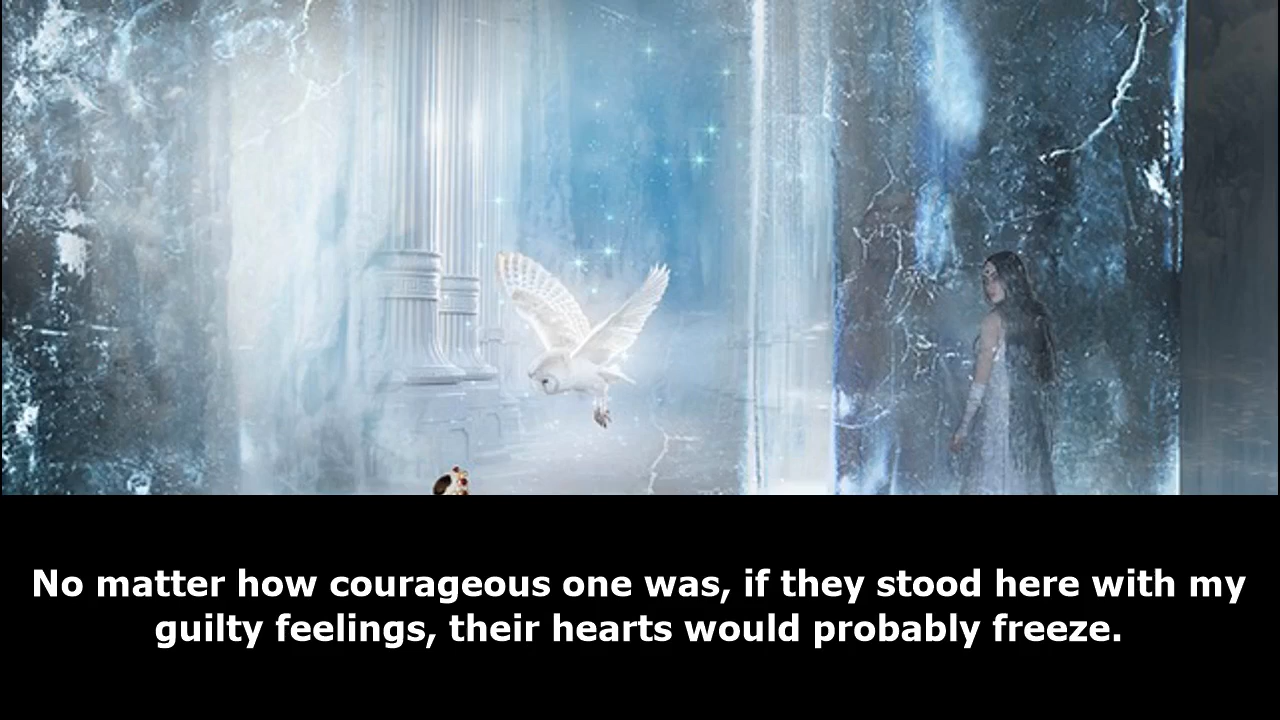 No matter how courageous one was, if they stood here with my
guilty feelings, their hearts would probably freeze.